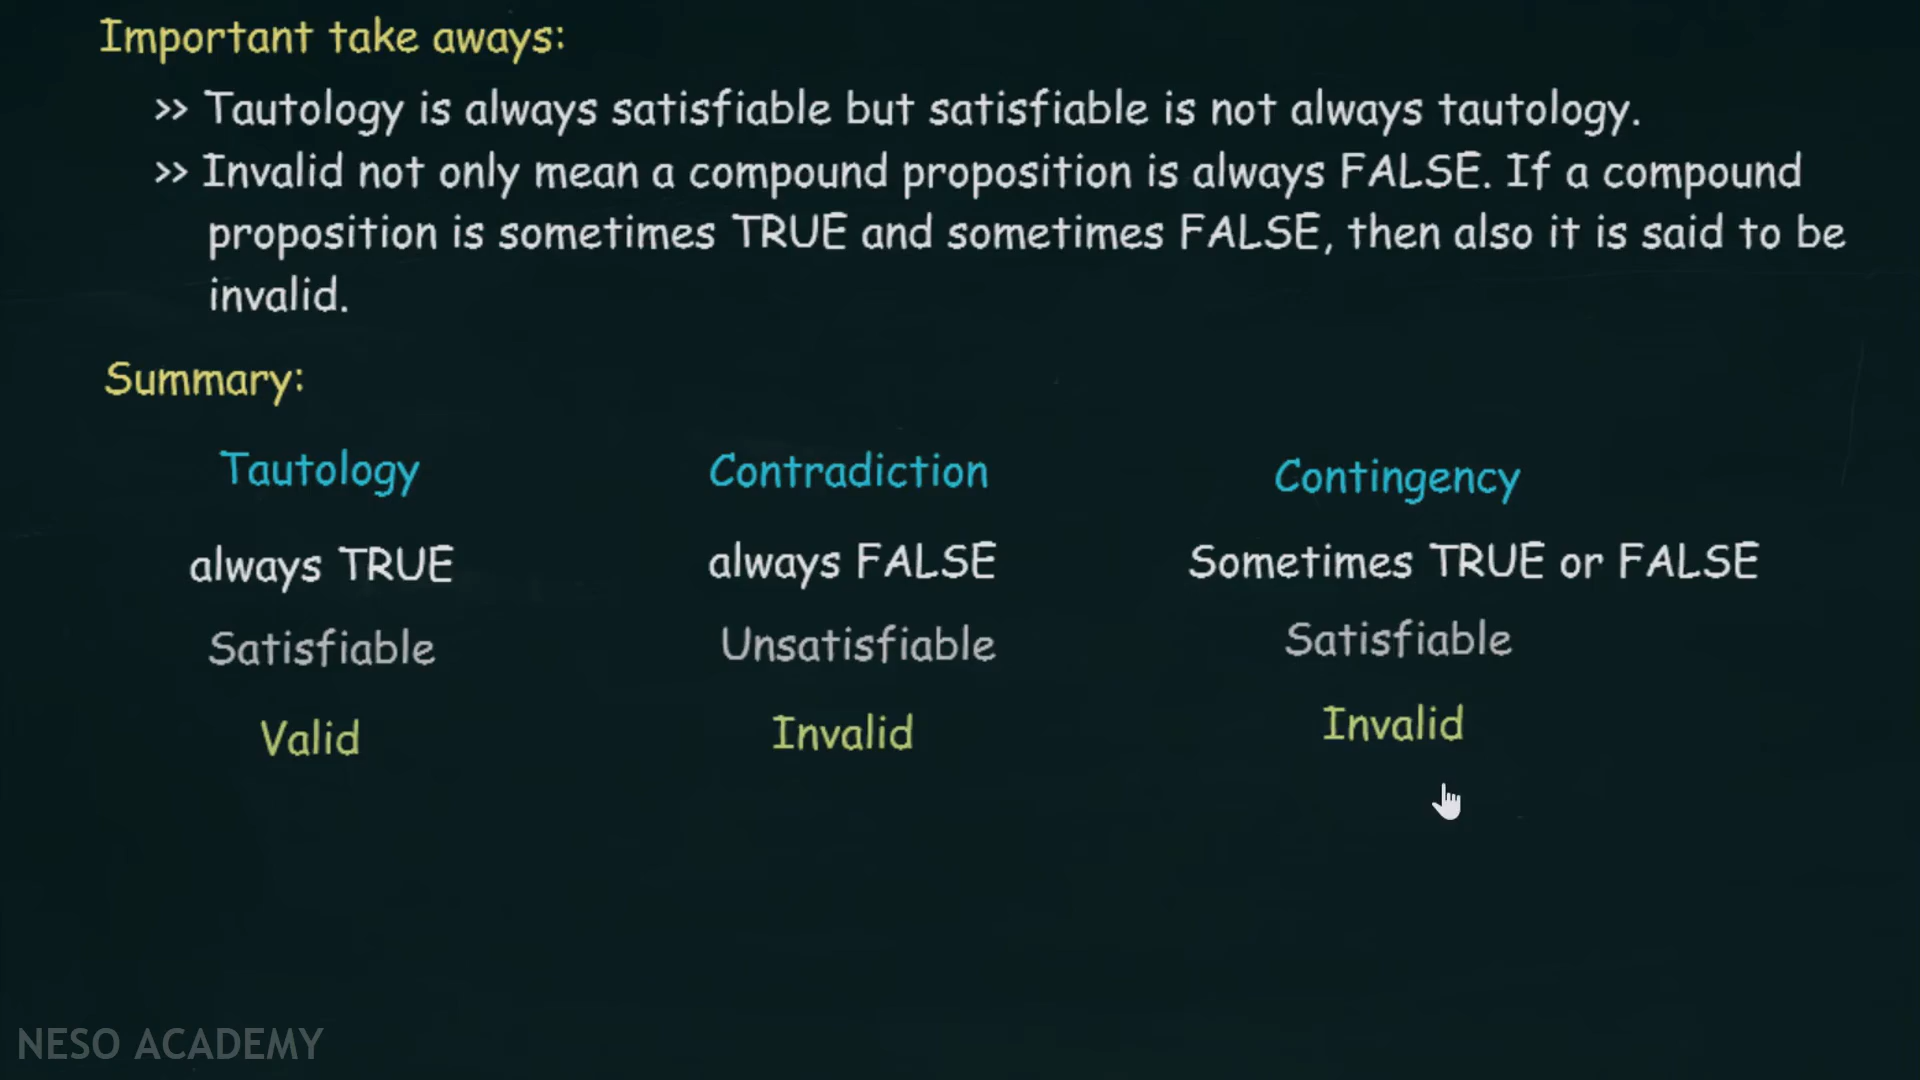 Important take aways:
>> Tautology is always satisfiable but satisfiable is not always tautology.
>> Invalid not only mean a compound proposition is always FALSE. If a compound
proposition is sometimes TRUE and sometimes FALSE, then also it is said to be
invalid.
Summary:
Tautology Contradiction Contingency
always TRUE always FALSE Sometimes TRUE or FALSE
Satisfiable Unsatisfiable Satisfiable
Valid Invalid Invalid
NESO ACADEMY